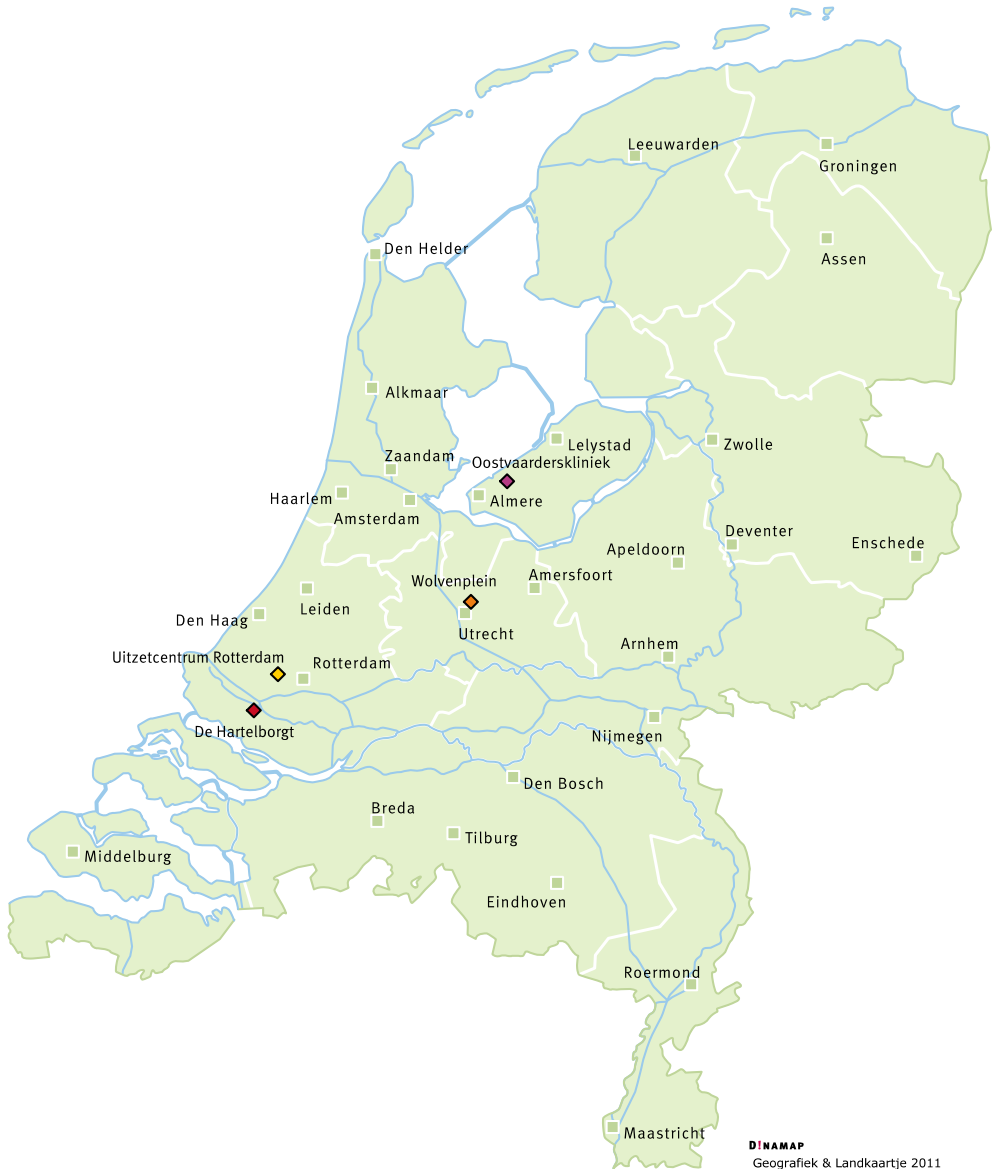 Leeuwarden
Groningen
Den Helder
Assen
Alkmaar
Zaandam
Lelystad
Zwolle
Oostvaarderskliniek
Haarlem
Almere
Amsterdam
Deventer
Enschede
Apeldoorn
Wolvenplein
Amersfoort
Leiden
Den Haag
Utrecht
Arnhem
Uitzetcentrum Rotterdam
Rotterdam
De Hartelborgt
Nijmegen
Den Bosch
Breda
Tilburg
Middelburg
Eindhoven
Roermond
Maastricht
D!NAMAP
Geografiek & Landkaartje 2011